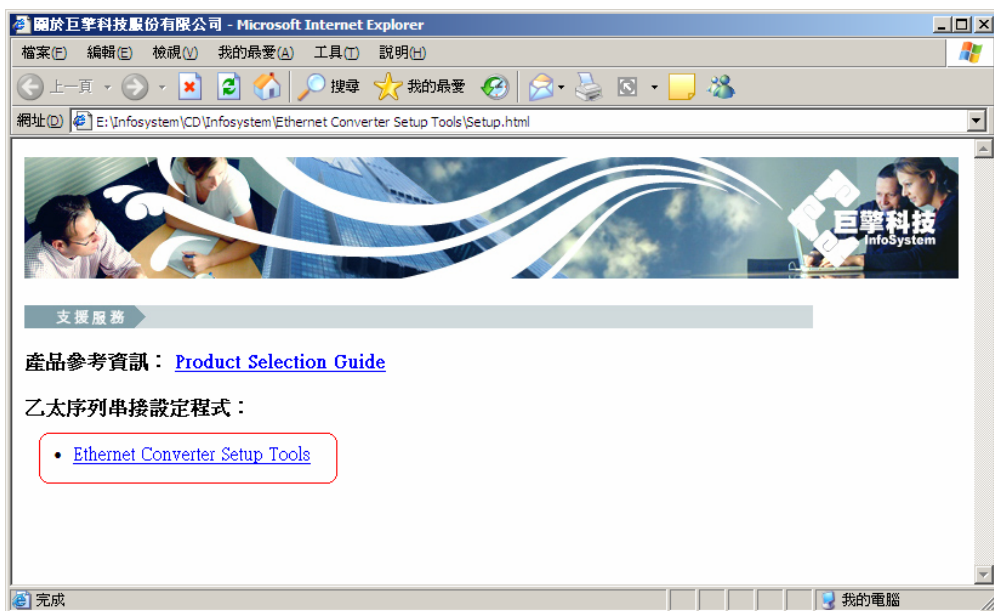 關於巨擎科技股份有限公司 - Microsoft Internet Explorer
檔案(F) 編輯(E) 檢視(V) 我的最愛(A) 工具(T) 說明(H)
上一頁 搜尋 我的最愛
網址(D) E:\Infosystem\CD\Infosystem\Ethernet Converter Setup Tools\Setup.html
巨擎科技
InfoSystem
支援服務
產品參考資訊： Product Selection Guide
乙太序列串接設定程式：
• Ethernet Converter Setup Tools
完成 我的電腦